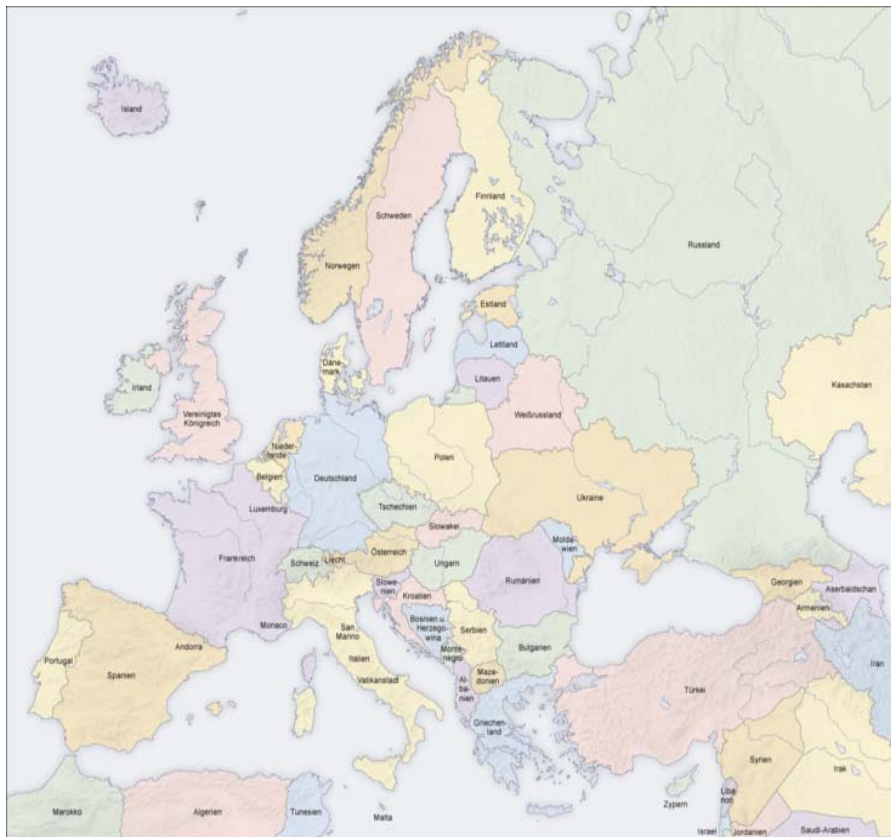 Island
Finnland
Schweden
Russland
Norwegen
Estland
Lettland
Däne-
mark
Litauen
Irland
Kasachstan
Vereinigtes
Königreich
Weißrussland
Nieder-
lande
Polen
Belgien
Deutschland
Ukraine
Luxemburg
Tschechien
Slowakei
Moldawien
Frankreich
Österreich
Schweiz
Liecht.
Ungarn
Rumänien
Slowe-
nien
Georgien
Aserbaidschan
Kroatien
Armenien
Bosnien u
Herzego-
wina
Monaco
San
Marino
Serbien
Andorra
Bulgarien
Monte-
negro
Portugal
Italien
Iran
Spanien
Vatikanstadt
Maze-
donien
Al-
ba-
nien
Türkei
Griechen-
land
Syrien
Irak
Liba
non
Zypern
Marokko
Algerien
Tunesien
Malta
Israel
Jordanien
Saudi-Arabien